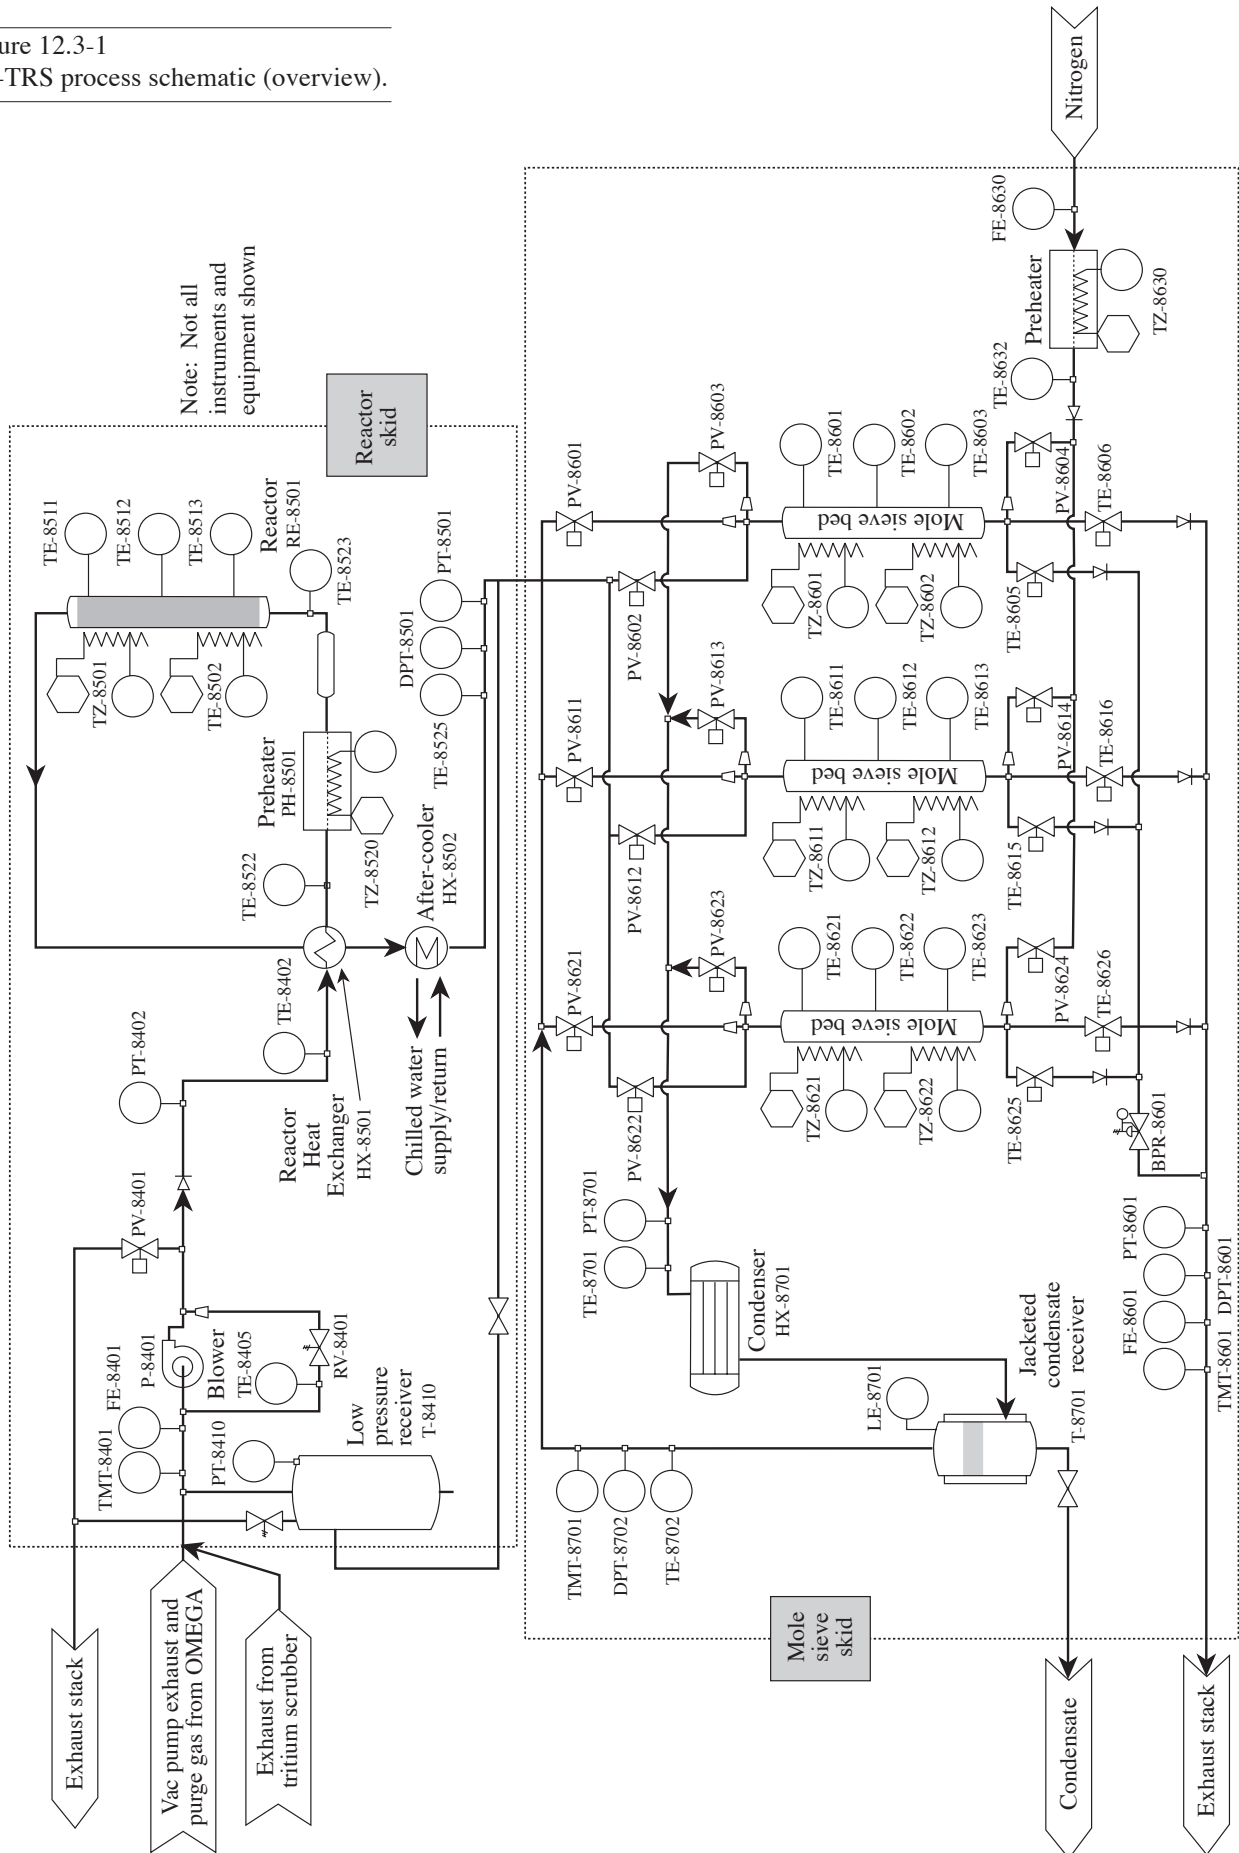 ure 12.3-1
-TRS process schematic (overview).
Note: Not all
instruments and
equipment shown
Reactor
skid
TE-8511
TE-8512
TE-8513
Reactor
RE-8501
TE-8523
TZ-8501
TE-8502
Preheater
PH-8501
TZ-8520
TE-8522
PT-8501
DPT-8501
TE-8525
After-cooler
HX-8502
TE-8402
PT-8402
Reactor
Heat
Exchanger
HX-8501
Chilled water
supply/return
PV-8401
FE-8401
P-8401
Blower
TE-8405
RV-8401
TMT-8401
PT-8410
Low
pressure
receiver
T-8410
Exhaust stack
Vac pump exhaust and
purge gas from OMEGA
Exhaust from
tritium scrubber
Nitrogen
FE-8630
Preheater
TZ-8630
TE-8632
PV-8603
PV-8601
PV-8602
TE-8601
TE-8602
TE-8603
Mole sieve bed
TZ-8601
TZ-8602
PV-8604
TE-8606
TE-8605
PV-8613
PV-8611
PV-8612
TE-8611
TE-8612
TE-8613
Mole sieve bed
TZ-8611
TZ-8612
PV-8614
TE-8616
TE-8615
PV-8623
PV-8621
PV-8622
TE-8621
TE-8622
TE-8623
Mole sieve bed
TZ-8621
TZ-8622
PV-8624
TE-8626
TE-8625
BPR-8601
PT-8701
TE-8701
Condenser
HX-8701
LE-8701
Jacketed
condensate
receiver
T-8701
PT-8601
DPT-8601
FE-8601
TMT-8601
TMT-8701
DPT-8702
TE-8702
Mole
sieve
skid
Condensate
Exhaust stack